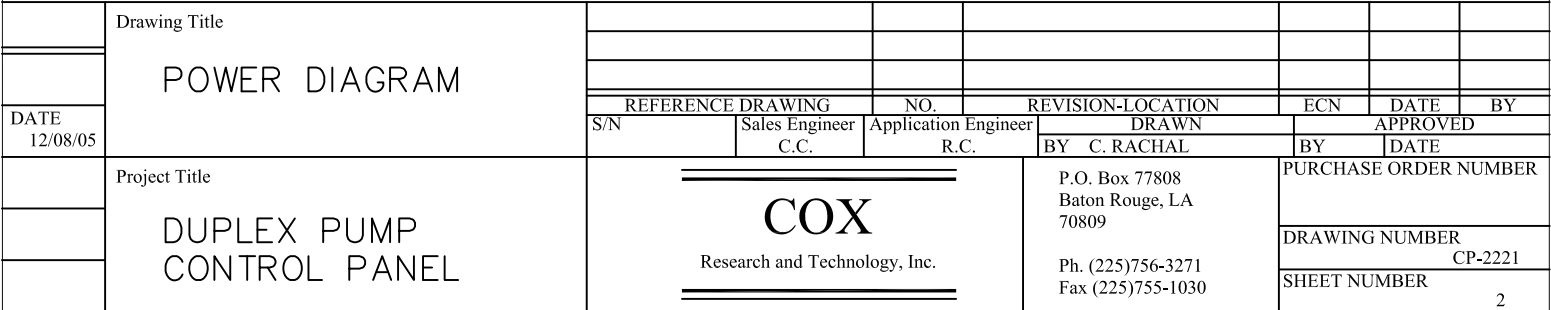 Drawing Title
POWER DIAGRAM
DATE
12/08/05
REFERENCE DRAWING NO. REVISION-LOCATION ECN DATE BY
S/N Sales Engineer Application Engineer DRAWN APPROVED
C.C. R.C. BY C. RACHAL BY DATE
Project Title
DUPLEX PUMP
CONTROL PANEL
COX
Research and Technology, Inc.
P.O. Box 77808
Baton Rouge, LA
70809
Ph. (225)756-3271
Fax (225)755-1030
PURCHASE ORDER NUMBER
DRAWING NUMBER
CP-2221
SHEET NUMBER
2